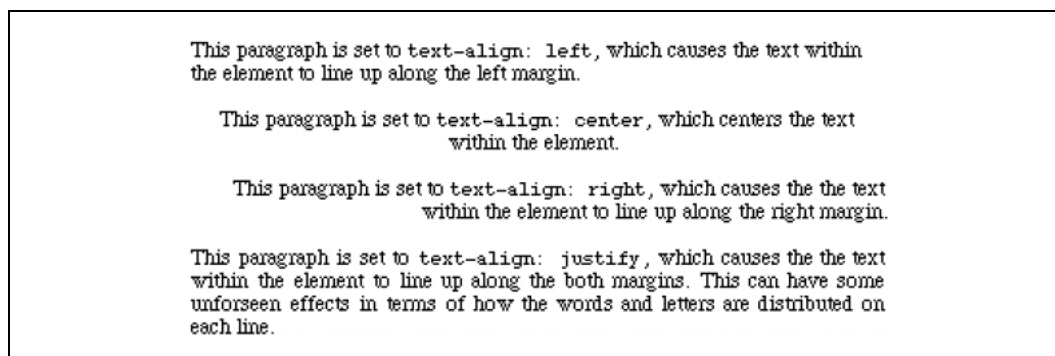 This paragraph is set to text-align: left, which causes the text within
the element to line up along the left margin.
This paragraph is set to text-align: center, which centers the text
within the element.
This paragraph is set to text-align: right, which causes the the text
within the element to line up along the right margin.
This paragraph is set to text-align: justify, which causes the the text
within the element to line up along the both margins. This can have some
unforseen effects in terms of how the words and letters are distributed on
each line.